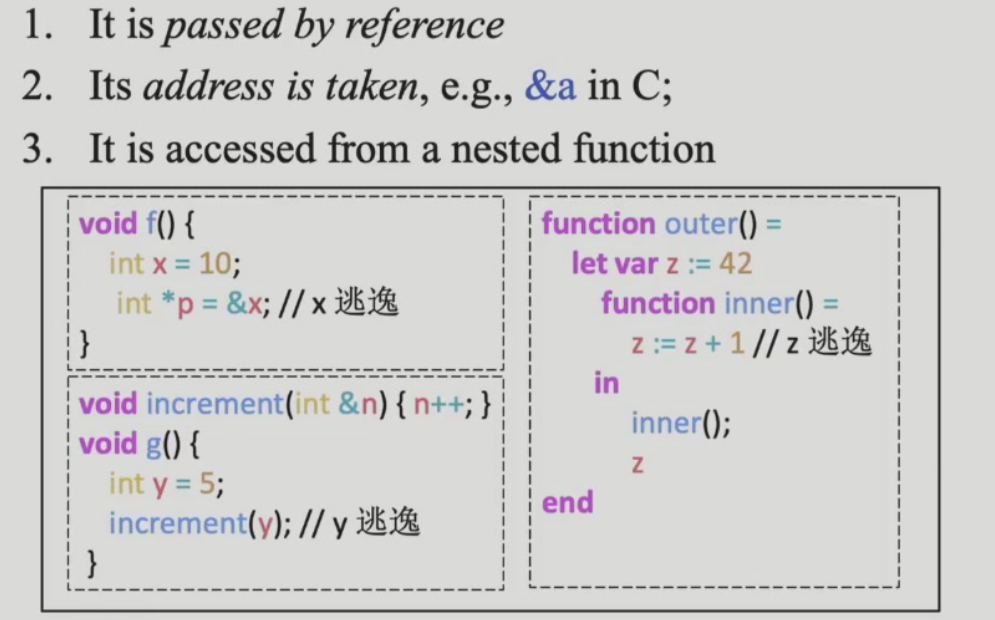 1. It is passed by reference
2. Its address is taken, e.g., &a in C;
3. It is accessed from a nested function
void f() {
int x = 10;
int *p = &x; // x 逃逸
}
void increment(int &n) { n++; }
void g() {
int y = 5;
increment(y); // y 逃逸
}
function outer() =
let var z := 42
function inner() =
z := z + 1 // z 逃逸
in
inner();
z
end